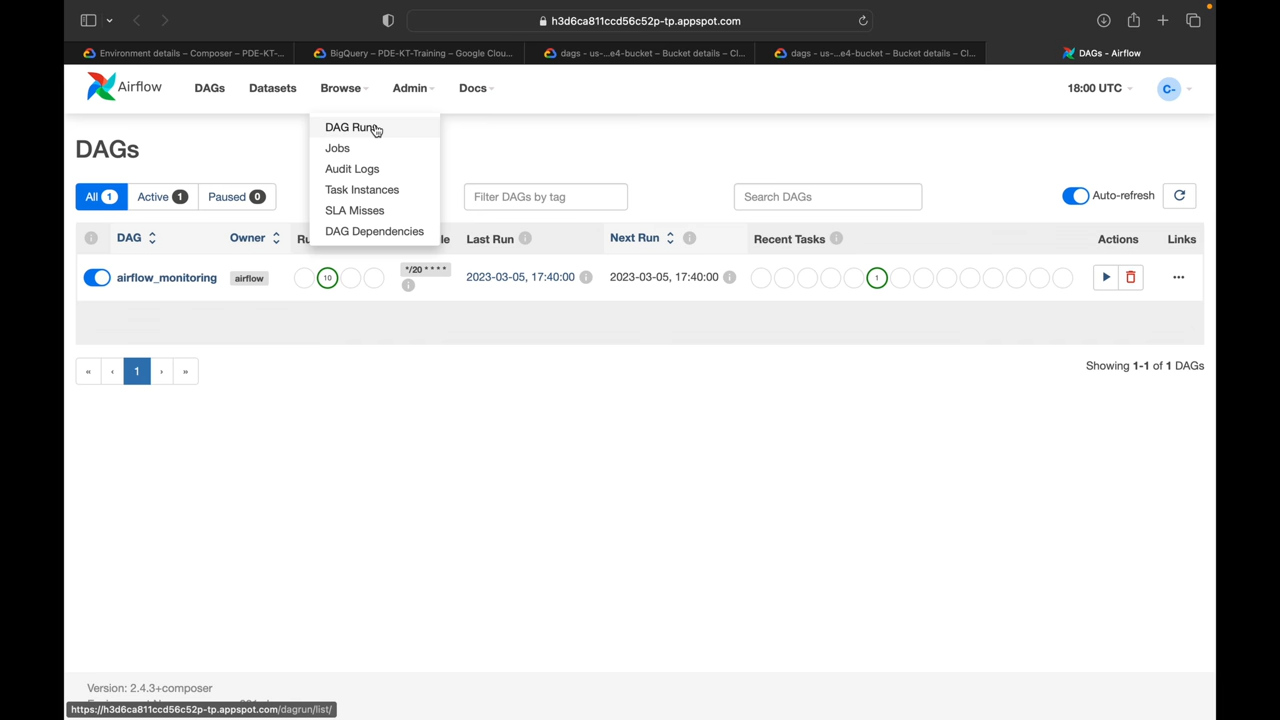 h3d6ca811ccd56c52p-tp.appspot.com
Environment details – Composer – PDE-KT-...
BigQuery – PDE-KT-Training – Google Clou...
dags - us-...e4-bucket – Bucket details – Cl...
dags - us-...e4-bucket – Bucket details – Cl...
DAGs - Airflow
Airflow
DAGs
Datasets
Browse
Admin
Docs
18:00 UTC
C-
DAG Runs
Jobs
Audit Logs
Task Instances
SLA Misses
DAG Dependencies
DAGs
All 1
Active 1
Paused 0
Filter DAGs by tag
Search DAGs
Auto-refresh
DAG
Owner
Last Run
Next Run
Recent Tasks
Actions
Links
airflow_monitoring
airflow
10
*/20 * * * *
2023-03-05, 17:40:00
2023-03-05, 17:40:00
1
...
« ‹ 1 › »
Showing 1-1 of 1 DAGs
Version: 2.4.3+composer
https://h3d6ca811ccd56c52p-tp.appspot.com/dagrun/list/